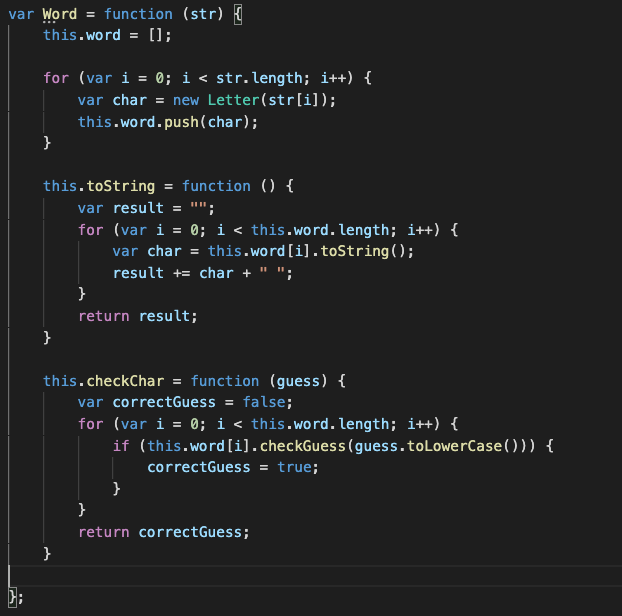 var Word = function (str) {
    this.word = [];

    for (var i = 0; i < str.length; i++) {
        var char = new Letter(str[i]);
        this.word.push(char);
    }

    this.toString = function () {
        var result = "";
        for (var i = 0; i < this.word.length; i++) {
            var char = this.word[i].toString();
            result += char + " ";
        }
        return result;
    }

    this.checkChar = function (guess) {
        var correctGuess = false;
        for (var i = 0; i < this.word.length; i++) {
            if (this.word[i].checkGuess(guess.toLowerCase())) {
                correctGuess = true;
            }
        }
        return correctGuess;
    }

};